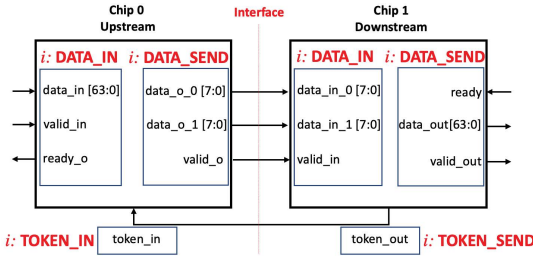 Chip 0
Upstream
Interface
Chip 1
Downstream
i: DATA_IN
i: DATA_SEND
i: DATA_IN
i: DATA_SEND
data_in [63:0]
data_o_0 [7:0]
data_in_0 [7:0]
ready
valid_in
data_o_1 [7:0]
data_in_1 [7:0]
data_out[63:0]
ready_o
valid_o
valid_in
valid_out
i: TOKEN_IN
token_in
token_out
i: TOKEN_SEND